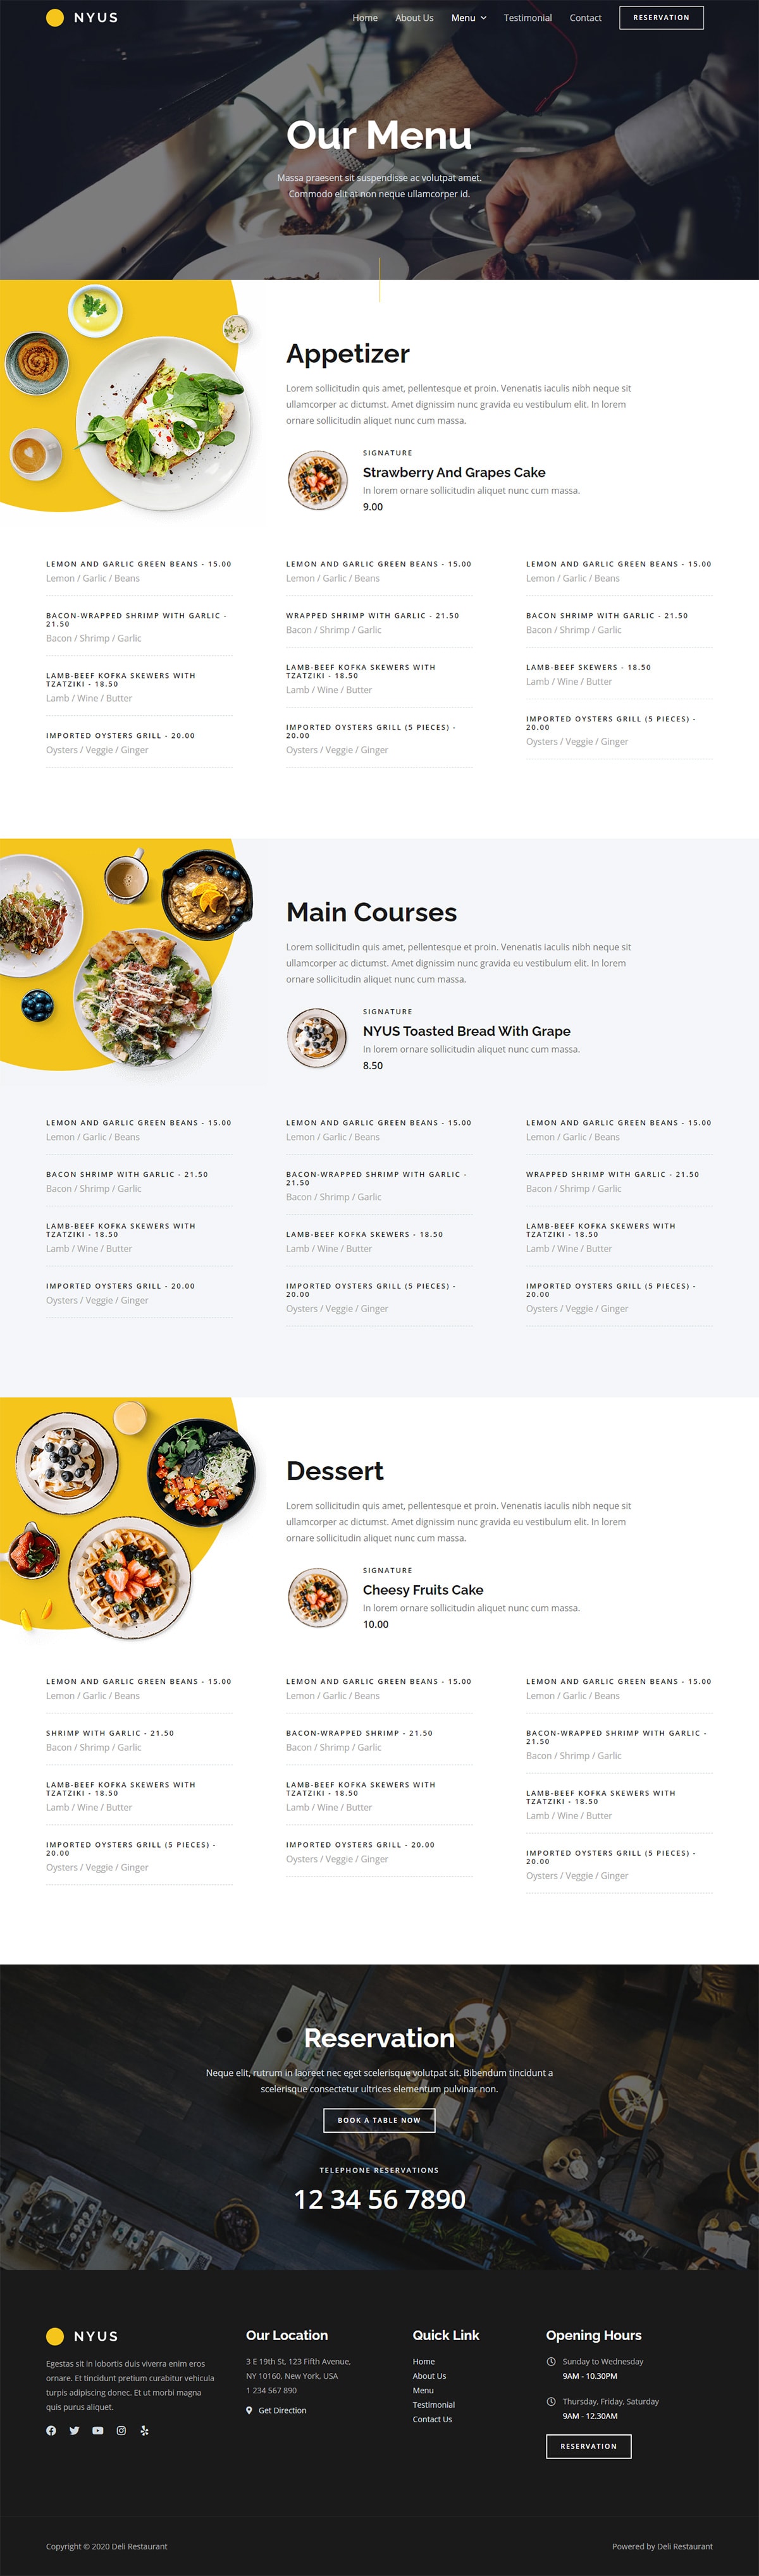 NYUS
Home About Us Menu Testimonial Contact RESERVATION
Our Menu
Massa praesent sit suspendisse ac volutpat amet.
Commodo elit at non neque ullamcorper id.
Appetizer
Lorem sollicitudin quis amet, pellentesque et proin. Venenatis iaculis nibh neque sit
ullamcorper ac dictumst. Amet dignissim nunc gravida eu vestibulum elit. In lorem
ornare sollicitudin aliquet nunc cum massa.
SIGNATURE
Strawberry And Grapes Cake
In lorem ornare sollicitudin aliquet nunc cum massa.
9.00
LEMON AND GARLIC GREEN BEANS - 15.00
Lemon / Garlic / Beans
BACON-WRAPPED SHRIMP WITH GARLIC -
21.50
Bacon / Shrimp / Garlic
LAMB-BEEF KOFKA SKEWERS WITH
TZATZIKI - 18.50
Lamb / Wine / Butter
IMPORTED OYSTERS GRILL - 20.00
Oysters / Veggie / Ginger
LEMON AND GARLIC GREEN BEANS - 15.00
Lemon / Garlic / Beans
WRAPPED SHRIMP WITH GARLIC - 21.50
Bacon / Shrimp / Garlic
LAMB-BEEF KOFKA SKEWERS WITH
TZATZIKI - 18.50
Lamb / Wine / Butter
IMPORTED OYSTERS GRILL (5 PIECES) -
20.00
Oysters / Veggie / Ginger
LEMON AND GARLIC GREEN BEANS - 15.00
Lemon / Garlic / Beans
BACON SHRIMP WITH GARLIC - 21.50
Bacon / Shrimp / Garlic
LAMB-BEEF SKEWERS - 18.50
Lamb / Wine / Butter
IMPORTED OYSTERS GRILL (5 PIECES) -
20.00
Oysters / Veggie / Ginger
Main Courses
Lorem sollicitudin quis amet, pellentesque et proin. Venenatis iaculis nibh neque sit
ullamcorper ac dictumst. Amet dignissim nunc gravida eu vestibulum elit. In lorem
ornare sollicitudin aliquet nunc cum massa.
SIGNATURE
NYUS Toasted Bread With Grape
In lorem ornare sollicitudin aliquet nunc cum massa.
8.50
LEMON AND GARLIC GREEN BEANS - 15.00
Lemon / Garlic / Beans
BACON SHRIMP WITH GARLIC - 21.50
Bacon / Shrimp / Garlic
LAMB-BEEF KOFKA SKEWERS WITH
TZATZIKI - 18.50
Lamb / Wine / Butter
IMPORTED OYSTERS GRILL - 20.00
Oysters / Veggie / Ginger
LEMON AND GARLIC GREEN BEANS - 15.00
Lemon / Garlic / Beans
BACON-WRAPPED SHRIMP WITH GARLIC -
21.50
Bacon / Shrimp / Garlic
LAMB-BEEF KOFKA SKEWERS - 18.50
Lamb / Wine / Butter
IMPORTED OYSTERS GRILL (5 PIECES) -
20.00
Oysters / Veggie / Ginger
LEMON AND GARLIC GREEN BEANS - 15.00
Lemon / Garlic / Beans
WRAPPED SHRIMP WITH GARLIC - 21.50
Bacon / Shrimp / Garlic
LAMB-BEEF KOFKA SKEWERS WITH
TZATZIKI - 18.50
Lamb / Wine / Butter
IMPORTED OYSTERS GRILL (5 PIECES) -
20.00
Oysters / Veggie / Ginger
Dessert
Lorem sollicitudin quis amet, pellentesque et proin. Venenatis iaculis nibh neque sit
ullamcorper ac dictumst. Amet dignissim nunc gravida eu vestibulum elit. In lorem
ornare sollicitudin aliquet nunc cum massa.
SIGNATURE
Cheesy Fruits Cake
In lorem ornare sollicitudin aliquet nunc cum massa.
10.00
LEMON AND GARLIC GREEN BEANS - 15.00
Lemon / Garlic / Beans
SHRIMP WITH GARLIC - 21.50
Bacon / Shrimp / Garlic
LAMB-BEEF KOFKA SKEWERS WITH
TZATZIKI - 18.50
Lamb / Wine / Butter
IMPORTED OYSTERS GRILL (5 PIECES) -
20.00
Oysters / Veggie / Ginger
LEMON AND GARLIC GREEN BEANS - 15.00
Lemon / Garlic / Beans
BACON-WRAPPED SHRIMP - 21.50
Bacon / Shrimp / Garlic
LAMB-BEEF KOFKA SKEWERS WITH
TZATZIKI - 18.50
Lamb / Wine / Butter
IMPORTED OYSTERS GRILL - 20.00
Oysters / Veggie / Ginger
LEMON AND GARLIC GREEN BEANS - 15.00
Lemon / Garlic / Beans
BACON-WRAPPED SHRIMP WITH GARLIC -
21.50
Bacon / Shrimp / Garlic
LAMB-BEEF KOFKA SKEWERS WITH
TZATZIKI - 18.50
Lamb / Wine / Butter
IMPORTED OYSTERS GRILL (5 PIECES) -
20.00
Oysters / Veggie / Ginger
Reservation
Neque elit, rutrum in laoreet nec eget scelerisque volutpat sit. Bibendum tincidunt a
scelerisque consectetur ultrices elementum pulvinar non.
BOOK A TABLE NOW
TELEPHONE RESERVATIONS
12 34 56 7890
NYUS
Egestas sit in lobortis duis viverra enim eros
ornare. Et tincidunt pretium curabitur vehicula
turpis adipiscing donec. Et ut morbi magna
quis purus aliquet.
Our Location
3 E 19th St, 123 Fifth Avenue,
NY 10160, New York, USA
1 234 567 890
Get Direction
Quick Link
Home
About Us
Menu
Testimonial
Contact Us
Opening Hours
Sunday to Wednesday
9AM - 10.30PM
Thursday, Friday, Saturday
9AM - 12.30AM
RESERVATION
Copyright © 2020 Deli Restaurant
Powered by Deli Restaurant